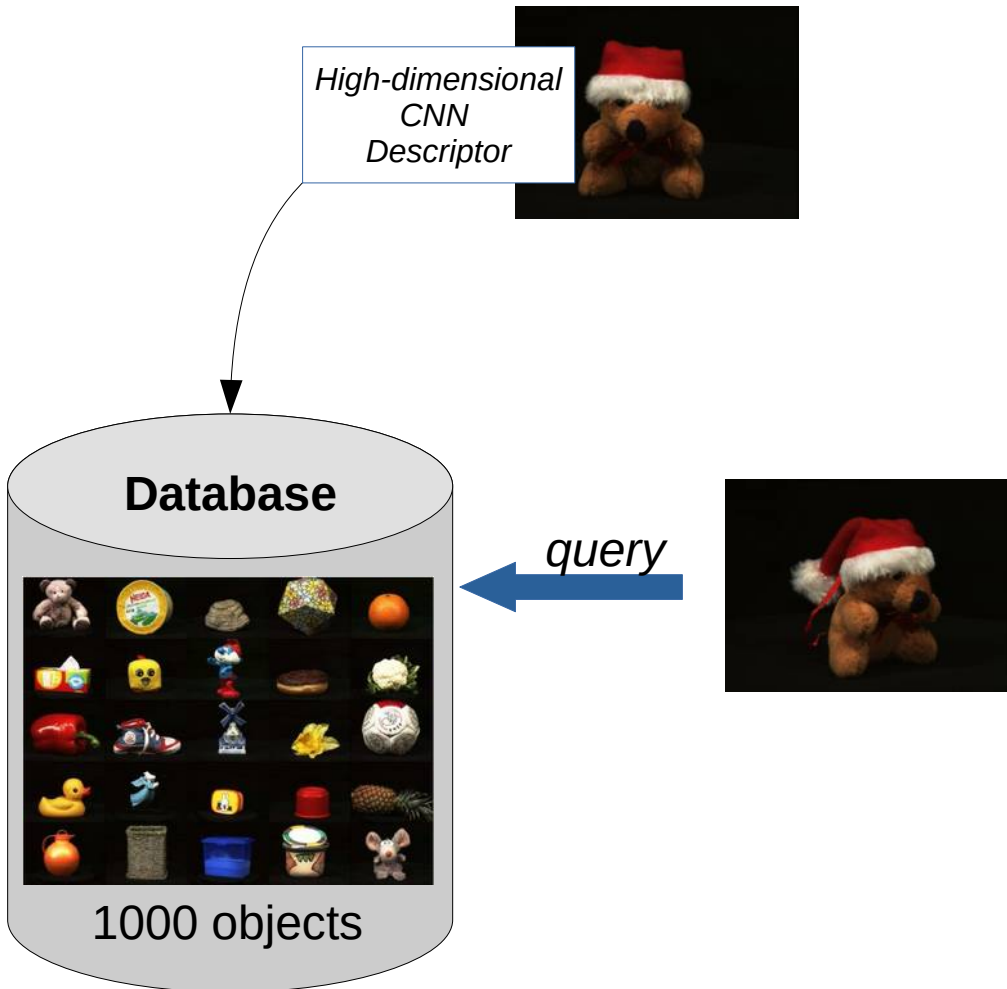 High-dimensional
CNN
Descriptor
Database
query
1000 objects